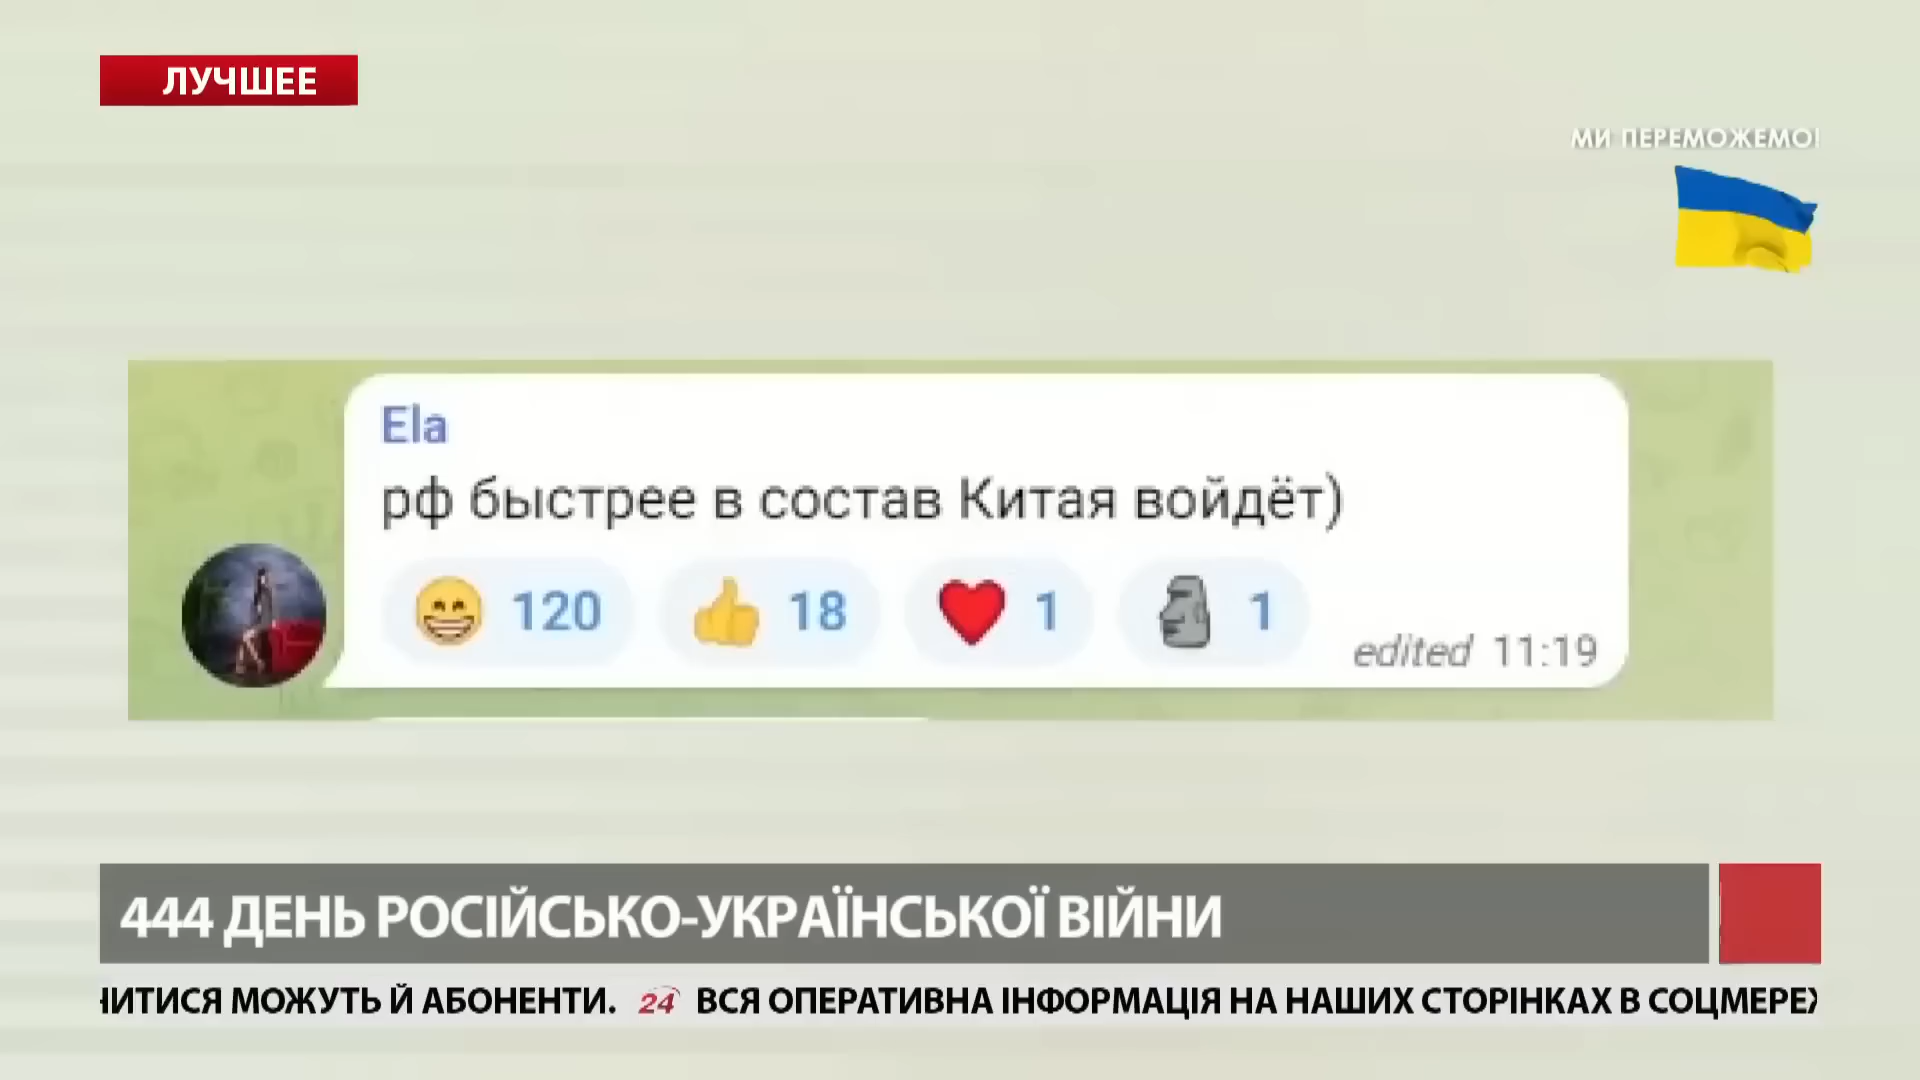 ЛУЧШЕЕ
МИ ПЕРЕМОЖЕМО!
Ela
рф быстрее в состав Китая войдёт)
120 18 1 1
edited 11:19
444 ДЕНЬ РОСІЙСЬКО-УКРАЇНСЬКОЇ ВІЙНИ
МОЖУТЬ Й АБОНЕНТИ. 24 ВСЯ ОПЕРАТИВНА ІНФОРМАЦІЯ НА НАШИХ СТОРІНКАХ В